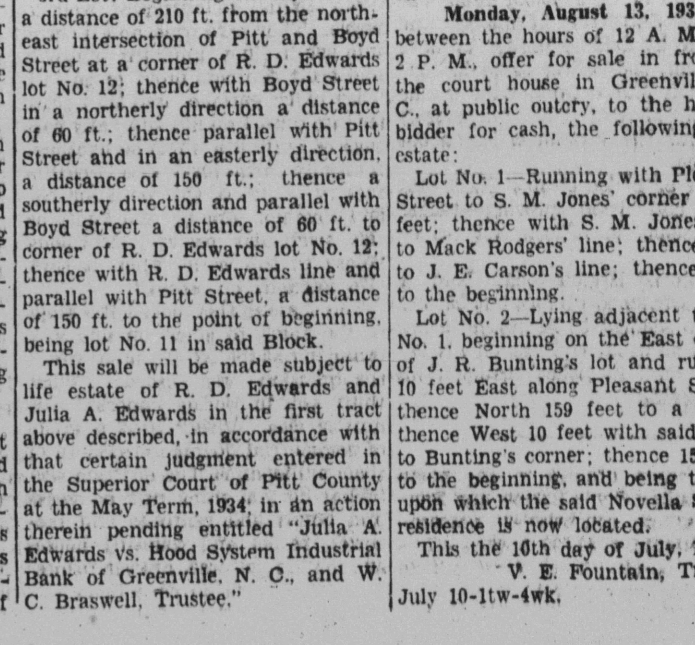 a distance of 210 ft. from the north-
east intersection of Pitt and Boyd
Street at a corner of R. D. Edwards
lot No. 12; thence with Boyd Street
in a northerly direction a distance
of 60 ft.; thence parallel with Pitt
Street and in an easterly direction,
a distance of 150 ft.; thence a
southerly direction and parallel with
Boyd Street a distance of 60 ft. to
corner of R. D. Edwards lot No. 12;
thence with R. D. Edwards line and
parallel with Pitt Street, a distance
of 150 ft. to the point of beginning,
being lot No. 11 in said Block.
This sale will be made subject to
life estate of R. D. Edwards and
Julia A. Edwards in the first tract
above described, in accordance with
that certain judgment entered in
the Superior Court of Pitt County
at the May Term, 1934, in an action
therein pending entitled "Julia A.
Edwards vs. Hood System Industrial
Bank of Greenville, N. C., and W.
C. Braswell, Trustee."
Monday, August 13, 193
between the hours of 12 A. M
2 P. M., offer for sale in fro
the court house in Greenvil
C., at public outcry, to the h
bidder for cash, the following
estate:
Lot No. 1—Running with Ple
Street to S. M. Jones' corner
feet; thence with S. M. Jone
to Mack Rodgers' line; thence
to J. E. Carson's line; thence
to the beginning.
Lot No. 2—Lying adjacent t
No. 1, beginning on the East
of J. R. Bunting's lot and ru
10 feet East along Pleasant S
thence North 159 feet to a
thence West 10 feet with said
to Bunting's corner; thence 15
to the beginning, and being t
upon which the said Novella
residence is now located.
This the 10th day of July,
V. E. Fountain, T
July 10-1tw-4wk.